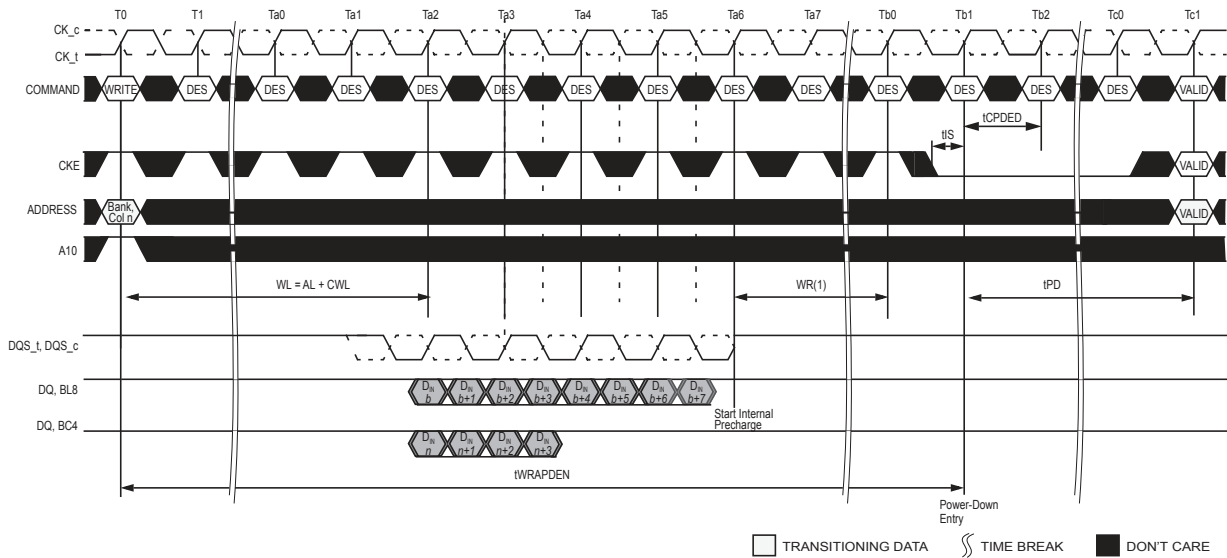 T0 T1 Ta0 Ta1 Ta2 Ta3 Ta4 Ta5 Ta6 Ta7 Tb0 Tb1 Tb2 Tc0 Tc1
CK_c
CK_t
COMMAND WRITE DES DES DES DES DES DES DES DES DES DES DES DES DES VALID
tCPDED
tIS
CKE VALID
ADDRESS Bank, Col n VALID
A10
WL = AL + CWL WR(1) tPD
DQS_t, DQS_c
DQ, BL8 DIN b DIN b+1 DIN b+2 DIN b+3 DIN b+4 DIN b+5 DIN b+6 DIN b+7
Start Internal
Precharge
DQ, BC4 DIN n DIN n+1 DIN n+2 DIN n+3
tWRAPDEN
Power-Down
Entry
TRANSITIONING DATA TIME BREAK DON'T CARE